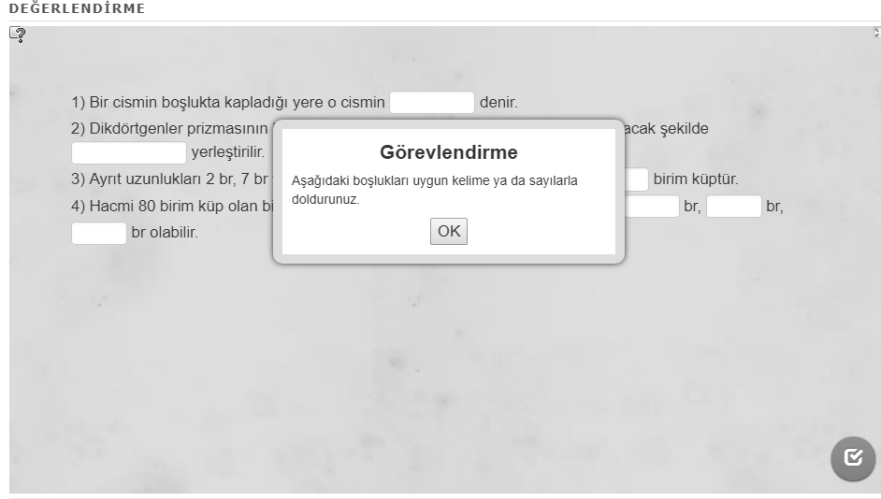 DEĞERLENDİRME
1) Bir cismin boşlukta kapladığı yere o cismin denir.
2) Dikdörtgenler prizmasının acak şekilde
yerleştirilir.
3) Ayrıt uzunlukları 2 br, 7 br birim küptür.
4) Hacmi 80 birim küp olan bi br, br,
br olabilir.
Görevlendirme
Aşağıdaki boşlukları uygun kelime ya da sayılarla
doldurunuz.
OK